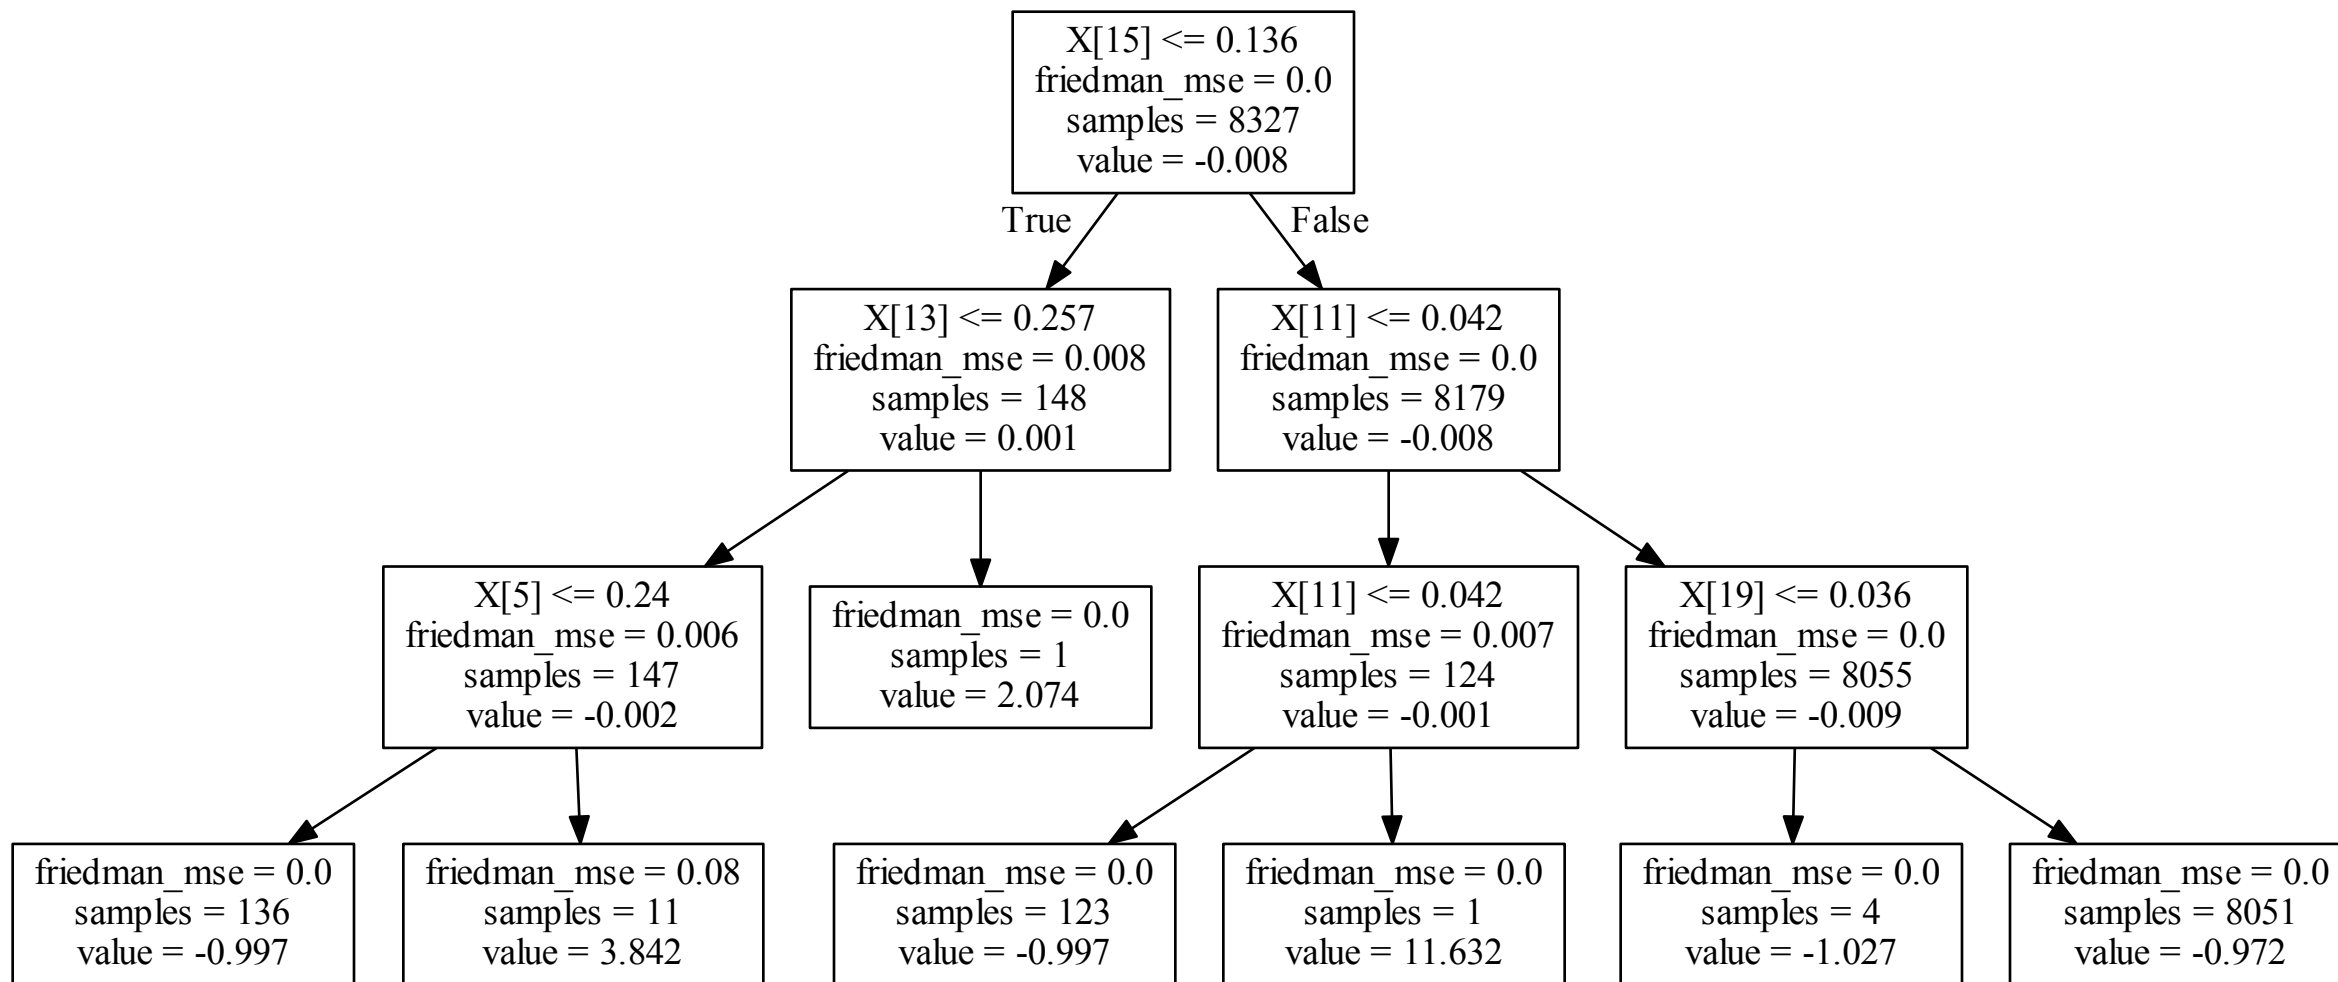 X[15] <= 0.136
friedman_mse = 0.0
samples = 8327
value = -0.008
True
False
X[13] <= 0.257
friedman_mse = 0.008
samples = 148
value = 0.001
X[11] <= 0.042
friedman_mse = 0.0
samples = 8179
value = -0.008
X[5] <= 0.24
friedman_mse = 0.006
samples = 147
value = -0.002
friedman_mse = 0.0
samples = 1
value = 2.074
X[11] <= 0.042
friedman_mse = 0.007
samples = 124
value = -0.001
X[19] <= 0.036
friedman_mse = 0.0
samples = 8055
value = -0.009
friedman_mse = 0.0
samples = 136
value = -0.997
friedman_mse = 0.08
samples = 11
value = 3.842
friedman_mse = 0.0
samples = 123
value = -0.997
friedman_mse = 0.0
samples = 1
value = 11.632
friedman_mse = 0.0
samples = 4
value = -1.027
friedman_mse = 0.0
samples = 8051
value = -0.972